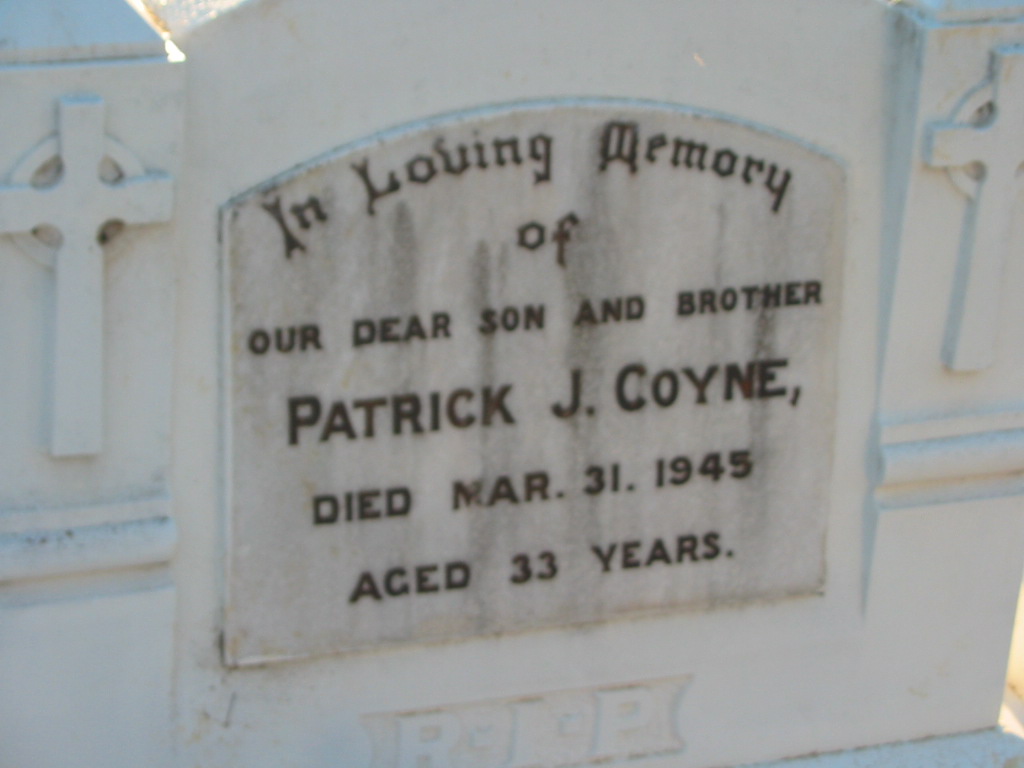 In Loving Memory
of
OUR DEAR SON AND BROTHER
PATRICK J. COYNE,
DIED MAR. 31. 1945
AGED 33 YEARS.
R.I.P